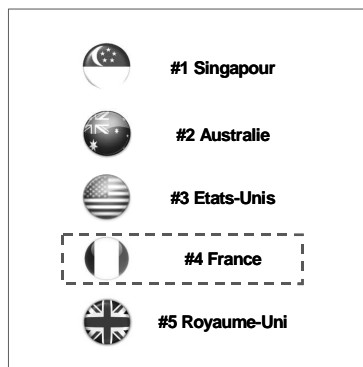 #1 Singapour
#2 Australie
#3 Etats-Unis
#4 France
#5 Royaume-Uni